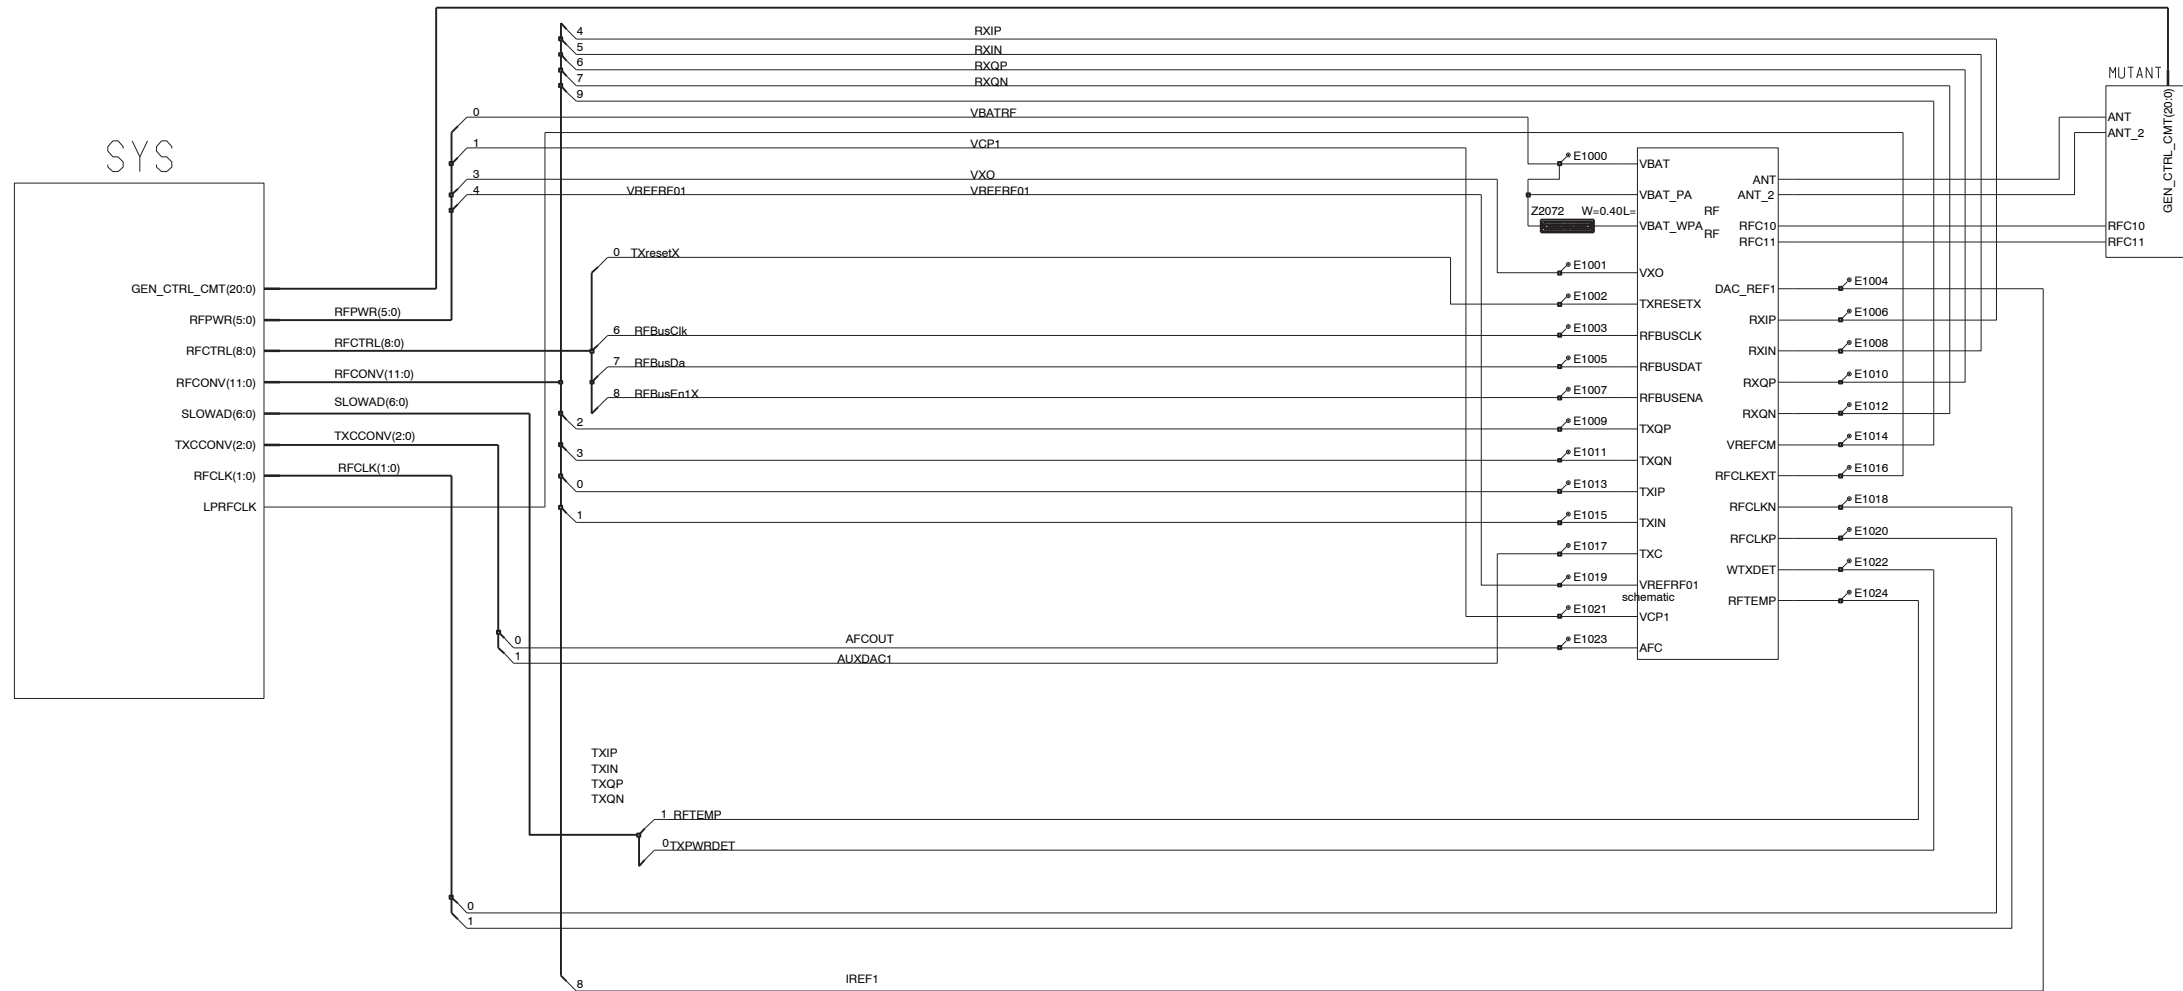 SYS
GEN_CTRL_CMT(20:0)
RFPWR(5:0)
RFCTRL(8:0)
RFCONV(11:0)
SLOWAD(6:0)
TXCCONV(2:0)
RFCLK(1:0)
LPRFCLK
RFPWR(5:0)
RFCTRL(8:0)
RFCONV(11:0)
SLOWAD(6:0)
TXCCONV(2:0)
RFCLK(1:0)
4 RXIP
5 RXIN
6 RXQP
7 RXQN
9
0 VBATRF
1 VCP1
3 VXO
4 VREFRF01 VREFRF01
0 TXresetX
6 RFBusClk
7 RFBusDa
8 RFBusEn1X
2
3
0
1
0 AFCOUT
1 AUXDAC1
TXIP
TXIN
TXQP
TXQN
1 RFTEMP
0 TXPWRDET
0
1
8 IREF1
Z2072 W=0.40L=
E1000
E1001
E1002
E1003
E1005
E1007
E1009
E1011
E1013
E1015
E1017
E1019
E1021
E1023
VBAT
VBAT_PA
VBAT_WPA
VXO
TXRESETX
RFBUSCLK
RFBUSDAT
RFBUSENA
TXQP
TXQN
TXIP
TXIN
TXC
VREFRF01
schematic
VCP1
AFC
RF
RF
ANT
ANT_2
RFC10
RFC11
DAC_REF1
RXIP
RXIN
RXQP
RXQN
VREFCM
RFCLKEXT
RFCLKN
RFCLKP
WTXDET
RFTEMP
E1004
E1006
E1008
E1010
E1012
E1014
E1016
E1018
E1020
E1022
E1024
MUTANT
GEN_CTRL_CMT(20:0)
ANT
ANT_2
RFC10
RFC11